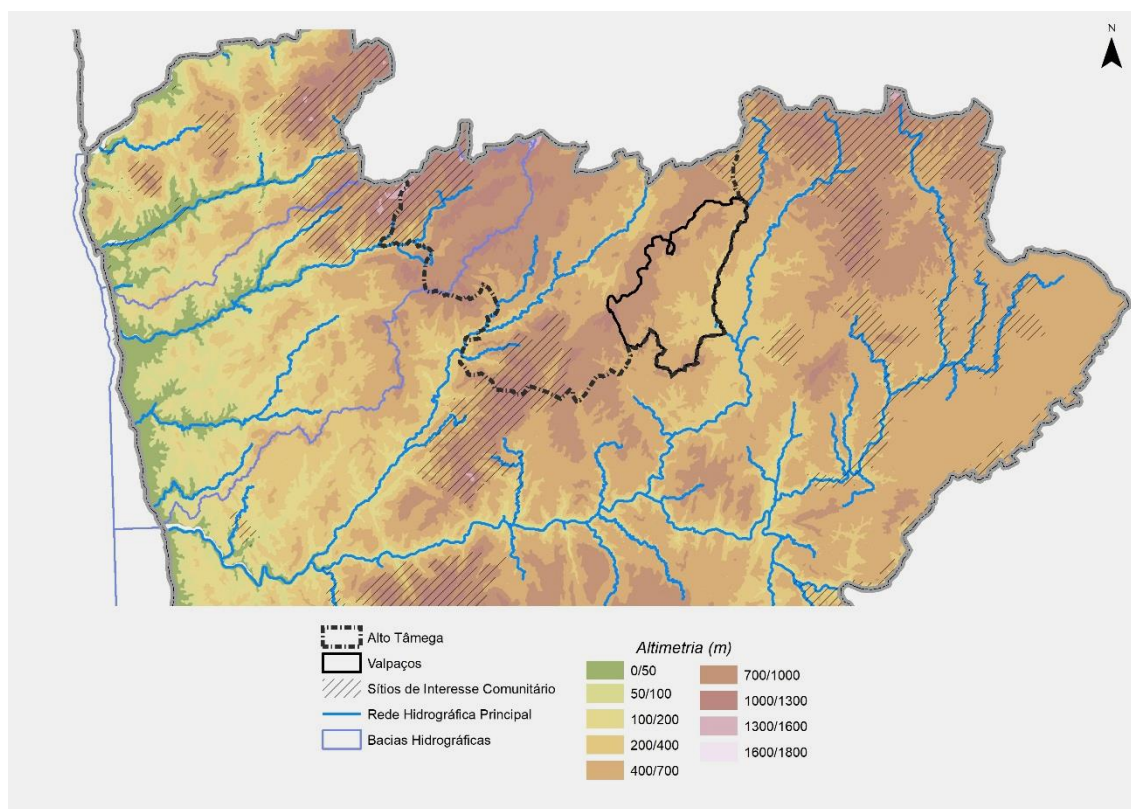 N
Alto Tâmega
Valpaços
Sítios de Interesse Comunitário
Rede Hidrográfica Principal
Bacias Hidrográficas
Altimetria (m)
0/50
50/100
100/200
200/400
400/700
700/1000
1000/1300
1300/1600
1600/1800